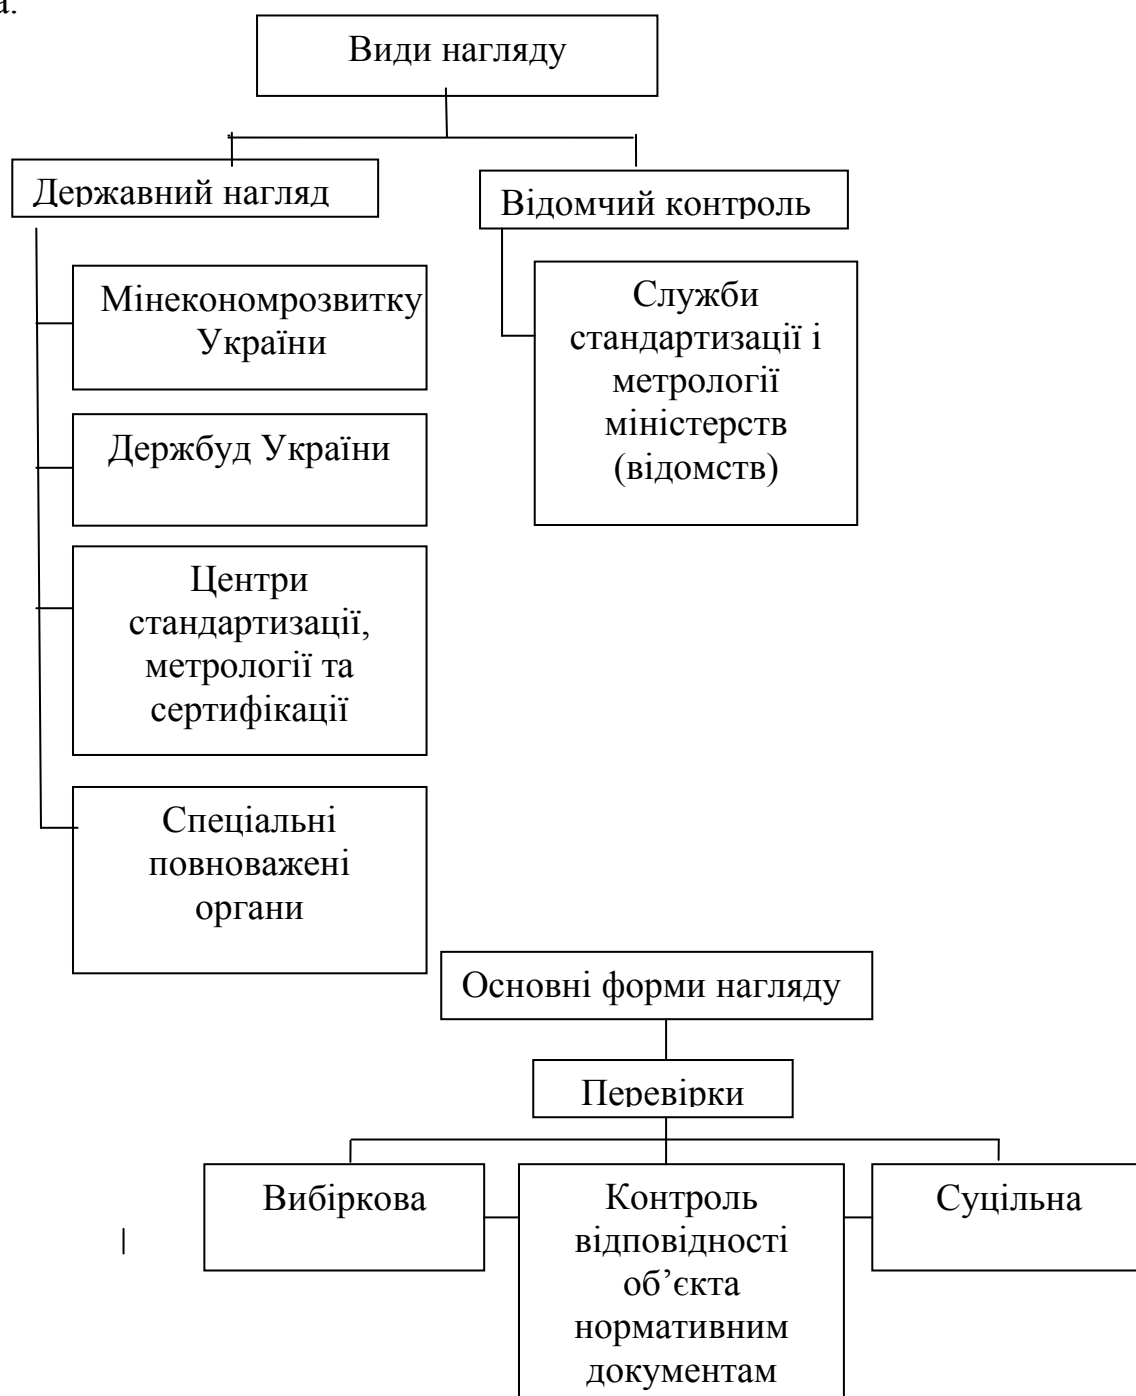 а.
Види нагляду
Державний нагляд
Відомчий контроль
Мінекономрозвитку
України
Держбуд України
Центри
стандартизації,
метрології та
сертифікації
Спеціальні
повноважені
органи
Служби
стандартизації і
метрології
міністерств
(відомств)
Основні форми нагляду
Перевірки
Вибіркова
Контроль
відповідності
об’єкта
нормативним
документам
Суцільна